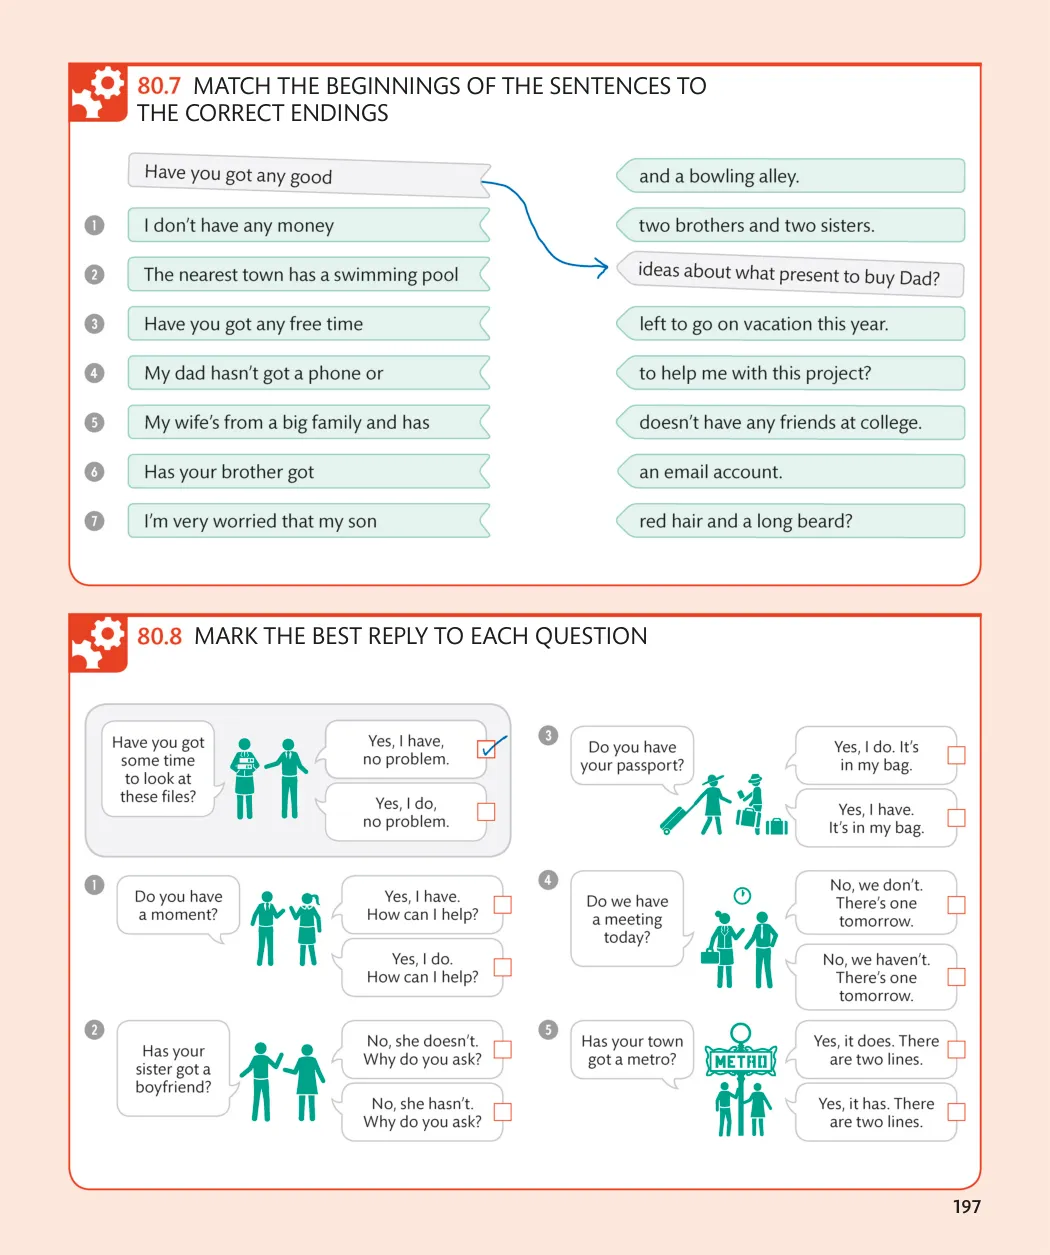 80.7 MATCH THE BEGINNINGS OF THE SENTENCES TO
THE CORRECT ENDINGS
Have you got any good
1 I don't have any money
2 The nearest town has a swimming pool
3 Have you got any free time
4 My dad hasn't got a phone or
5 My wife's from a big family and has
6 Has your brother got
7 I'm very worried that my son
and a bowling alley.
two brothers and two sisters.
ideas about what present to buy Dad?
left to go on vacation this year.
to help me with this project?
doesn't have any friends at college.
an email account.
red hair and a long beard?
80.8 MARK THE BEST REPLY TO EACH QUESTION
Have you got
some time
to look at
these files?
Yes, I have,
no problem.
Yes, I do,
no problem.
1
Do you have
a moment?
Yes, I have.
How can I help?
Yes, I do.
How can I help?
2
Has your
sister got a
boyfriend?
No, she doesn't.
Why do you ask?
No, she hasn't.
Why do you ask?
3
Do you have
your passport?
Yes, I do. It's
in my bag.
Yes, I have.
It's in my bag.
4
Do we have
a meeting
today?
No, we don't.
There's one
tomorrow.
No, we haven't.
There's one
tomorrow.
5
Has your town
got a metro?
METRO
Yes, it does. There
are two lines.
Yes, it has. There
are two lines.
197